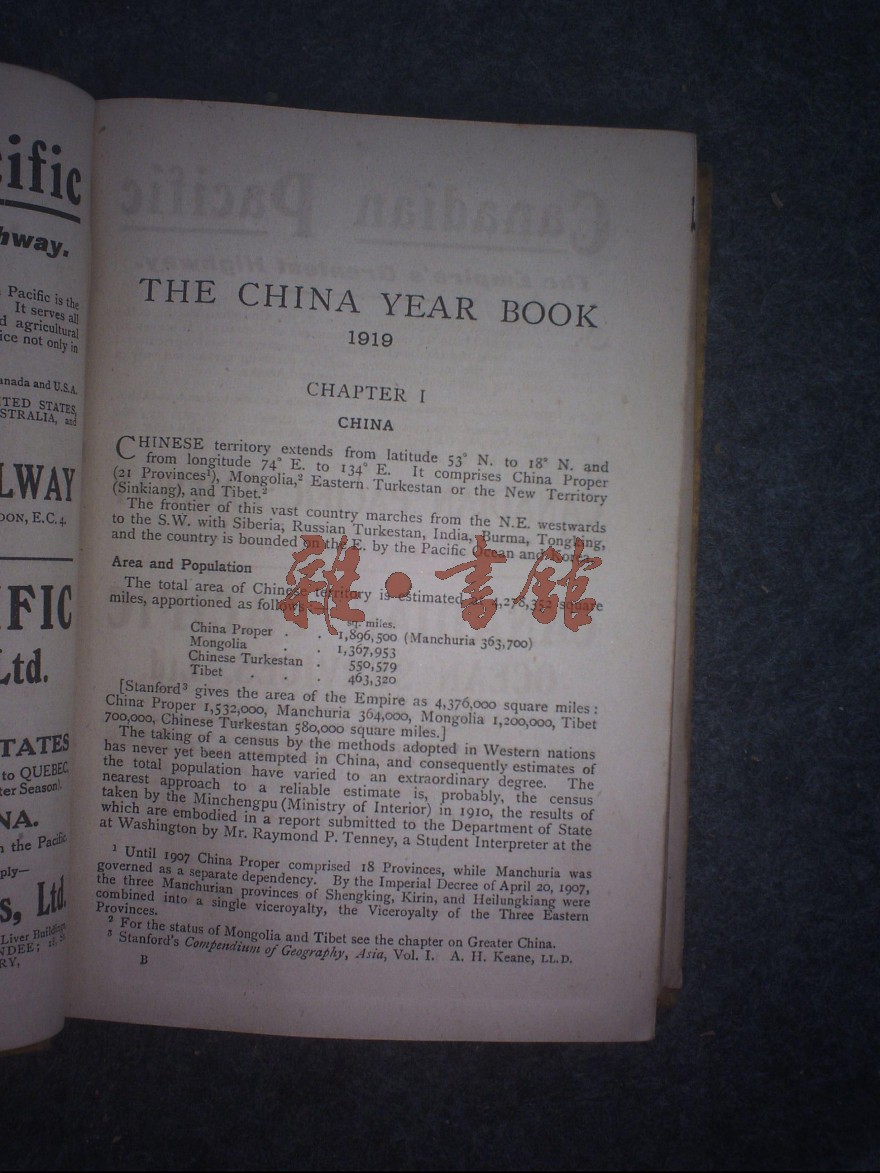 cific
hway.
Pacific is the
It serves all
d agricultural
ice not only in
anada and U.S.A.
ITED STATES,
STRALIA, and
LWAY
DON, E.C. 4.
IFIC
Ltd.
TATES
to QUEBEC,
ter Season).
NA.
n the Pacific
ply—
s, Ltd.
Liver Buildings
NDEE;
RY,
THE CHINA YEAR BOOK
1919
CHAPTER I
CHINA
CHINESE territory extends from latitude 53° N. to 18° N. and
from longitude 74° E. to 134° E. It comprises China Proper
(21 Provinces¹), Mongolia,² Eastern Turkestan or the New Territory
(Sinkiang), and Tibet.²
The frontier of this vast country marches from the N.E. westwards
to the S.W. with Siberia, Russian Turkestan, India, Burma, Tongking,
and the country is bounded on the E. by the Pacific Ocean and Korea.
Area and Population
The total area of Chinese territory is estimated at 4,278,352 square
miles, apportioned as follows:—
sq. miles.
China Proper . . 1,896,500 (Manchuria 363,700)
Mongolia . . 1,367,953
Chinese Turkestan . 550,579
Tibet . . . 463,320
[Stanford³ gives the area of the Empire as 4,376,000 square miles:
China Proper 1,532,000, Manchuria 364,000, Mongolia 1,200,000, Tibet
700,000, Chinese Turkestan 580,000 square miles.]
The taking of a census by the methods adopted in Western nations
has never yet been attempted in China, and consequently estimates of
the total population have varied to an extraordinary degree. The
nearest approach to a reliable estimate is, probably, the census
taken by the Minchengpu (Ministry of Interior) in 1910, the results of
which are embodied in a report submitted to the Department of State
at Washington by Mr. Raymond P. Tenney, a Student Interpreter at the
¹ Until 1907 China Proper comprised 18 Provinces, while Manchuria was
governed as a separate dependency. By the Imperial Decree of April 20, 1907,
the three Manchurian provinces of Shengking, Kirin, and Heilungkiang were
combined into a single viceroyalty, the Viceroyalty of the Three Eastern
Provinces.
² For the status of Mongolia and Tibet see the chapter on Greater China.
³ Stanford's Compendium of Geography, Asia, Vol. I. A. H. Keane, LL.D.
B
雜·書館